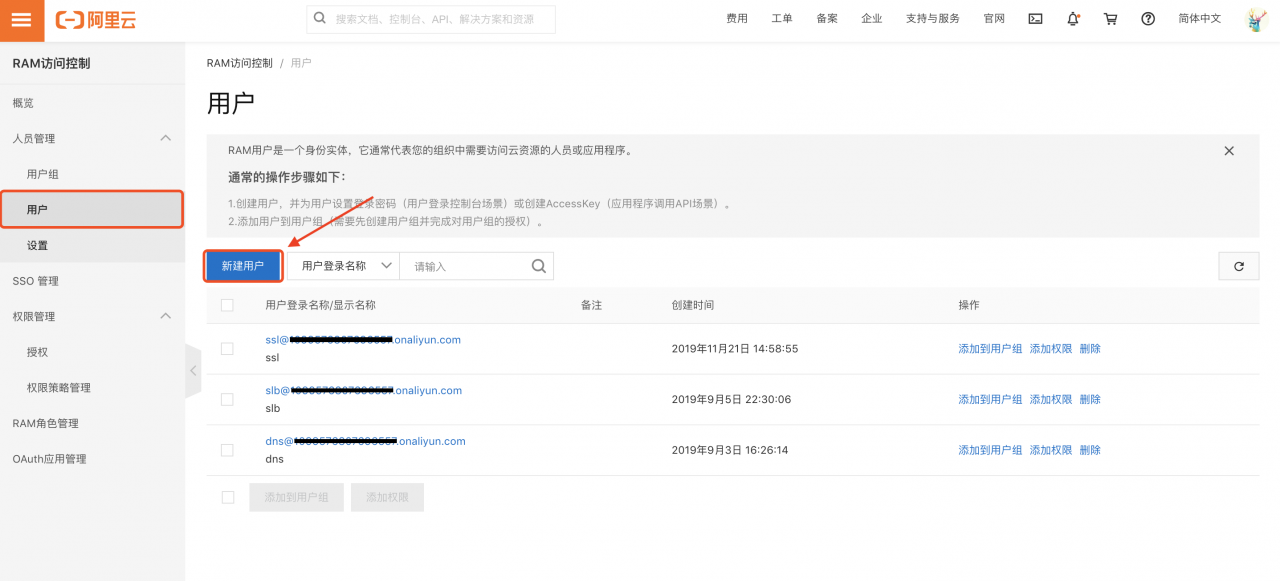 阿里云
搜索文档、控制台、API、解决方案和资源
费用 工单 备案 企业 支持与服务 官网 简体中文
RAM访问控制
概览
人员管理
用户组
用户
设置
SSO 管理
权限管理
授权
权限策略管理
RAM角色管理
OAuth应用管理
RAM访问控制 / 用户
用户
RAM用户是一个身份实体，它通常代表您的组织中需要访问云资源的人员或应用程序。
通常的操作步骤如下：
1.创建用户，并为用户设置登录密码（用户登录控制台场景）或创建AccessKey（应用程序调用API场景）。
2.添加用户到用户组（需要先创建用户组并完成对用户组的授权）。
新建用户 用户登录名称 请输入
用户登录名称/显示名称 备注 创建时间 操作
ssl@ .onaliyun.com
ssl
2019年11月21日 14:58:55 添加到用户组 添加权限 删除
slb@ .onaliyun.com
slb
2019年9月5日 22:30:06 添加到用户组 添加权限 删除
dns@ .onaliyun.com
dns
2019年9月3日 16:26:14 添加到用户组 添加权限 删除
添加到用户组 添加权限